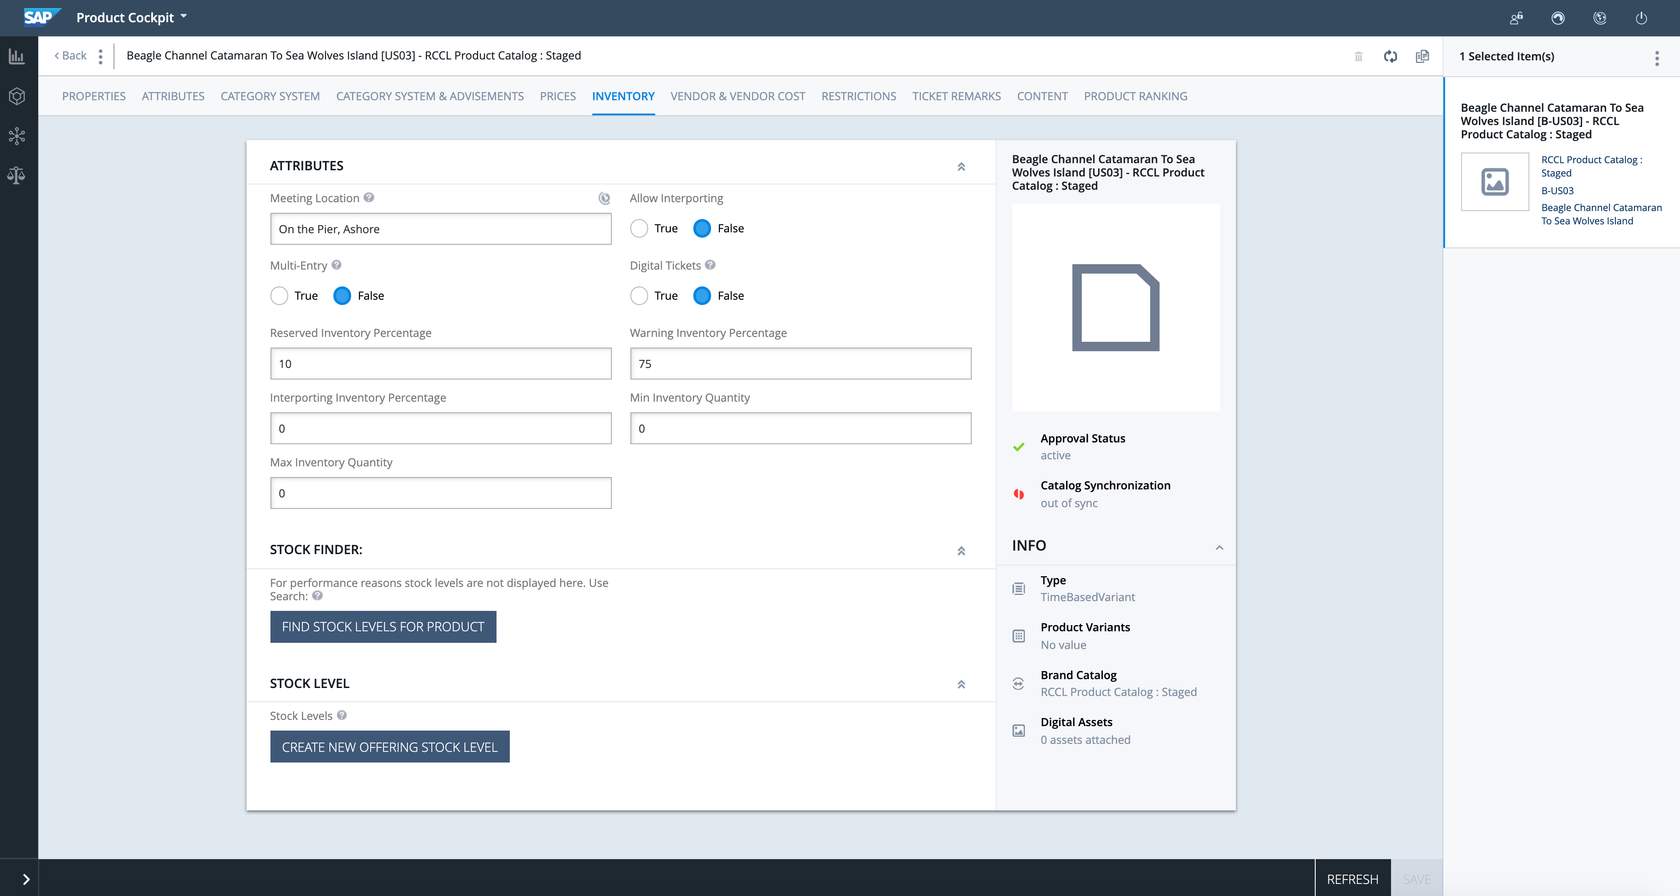 SAP Product Cockpit
Back
Beagle Channel Catamaran To Sea Wolves Island [US03] - RCCL Product Catalog : Staged
1 Selected Item(s)
PROPERTIES ATTRIBUTES CATEGORY SYSTEM CATEGORY SYSTEM & ADVISEMENTS PRICES INVENTORY VENDOR & VENDOR COST RESTRICTIONS TICKET REMARKS CONTENT PRODUCT RANKING
ATTRIBUTES
Meeting Location
On the Pier, Ashore
Allow Interporting
True False
Multi-Entry
True False
Digital Tickets
True False
Reserved Inventory Percentage
10
Warning Inventory Percentage
75
Interporting Inventory Percentage
0
Min Inventory Quantity
0
Max Inventory Quantity
0
STOCK FINDER:
For performance reasons stock levels are not displayed here. Use
Search:
FIND STOCK LEVELS FOR PRODUCT
STOCK LEVEL
Stock Levels
CREATE NEW OFFERING STOCK LEVEL
Beagle Channel Catamaran To Sea
Wolves Island [US03] - RCCL Product
Catalog : Staged
Approval Status
active
Catalog Synchronization
out of sync
INFO
Type
TimeBasedVariant
Product Variants
No value
Brand Catalog
RCCL Product Catalog : Staged
Digital Assets
0 assets attached
Beagle Channel Catamaran To Sea
Wolves Island [B-US03] - RCCL
Product Catalog : Staged
RCCL Product Catalog :
Staged
B-US03
Beagle Channel Catamaran
To Sea Wolves Island
REFRESH
SAVE